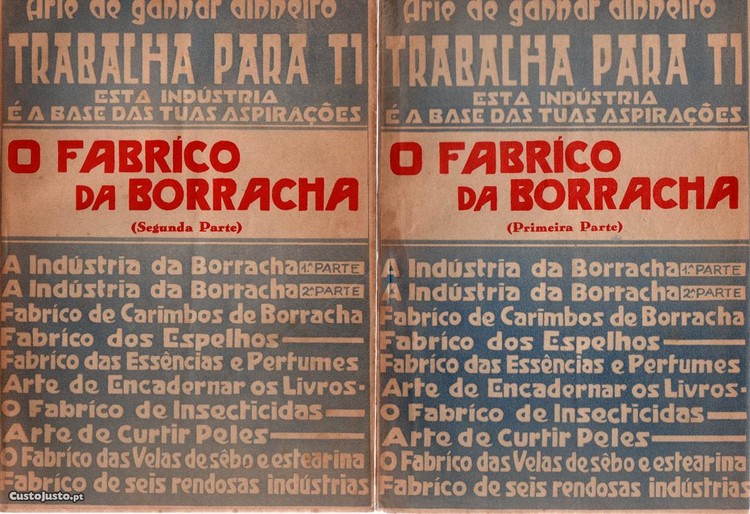 Arte de ganhar dinheiro
TRABALHA PARA TI
ESTA INDÚSTRIA
É A BASE DAS TUAS ASPIRAÇÕES
O FABRÍCO
DA BORRACHA
(Segunda Parte)
A Indústria da Borracha 1.ª PARTE
A Indústria da Borracha 2.ª PARTE
Fabríco de Carimbos de Borracha
Fabríco dos Espelhos
Fabríco das Essências e Perfumes
Arte de Encadernar os Livros
O Fabríco de Insecticidas
Arte de Curtir Peles
O Fabríco das Velas de sêbo e estearina
Fabríco de seis rendosas indústrias
CustoJusto.pt
Arte de ganhar dinheiro
TRABALHA PARA TI
ESTA INDÚSTRIA
É A BASE DAS TUAS ASPIRAÇÕES
O FABRÍCO
DA BORRACHA
(Primeira Parte)
A Indústria da Borracha 1.ª PARTE
A Indústria da Borracha 2.ª PARTE
Fabríco de Carimbos de Borracha
Fabríco dos Espelhos
Fabríco das Essências e Perfumes
Arte de Encadernar os Livros
O Fabríco de Insecticidas
Arte de Curtir Peles
O Fabríco das Velas de sêbo e estearina
Fabríco de seis rendosas indústrias